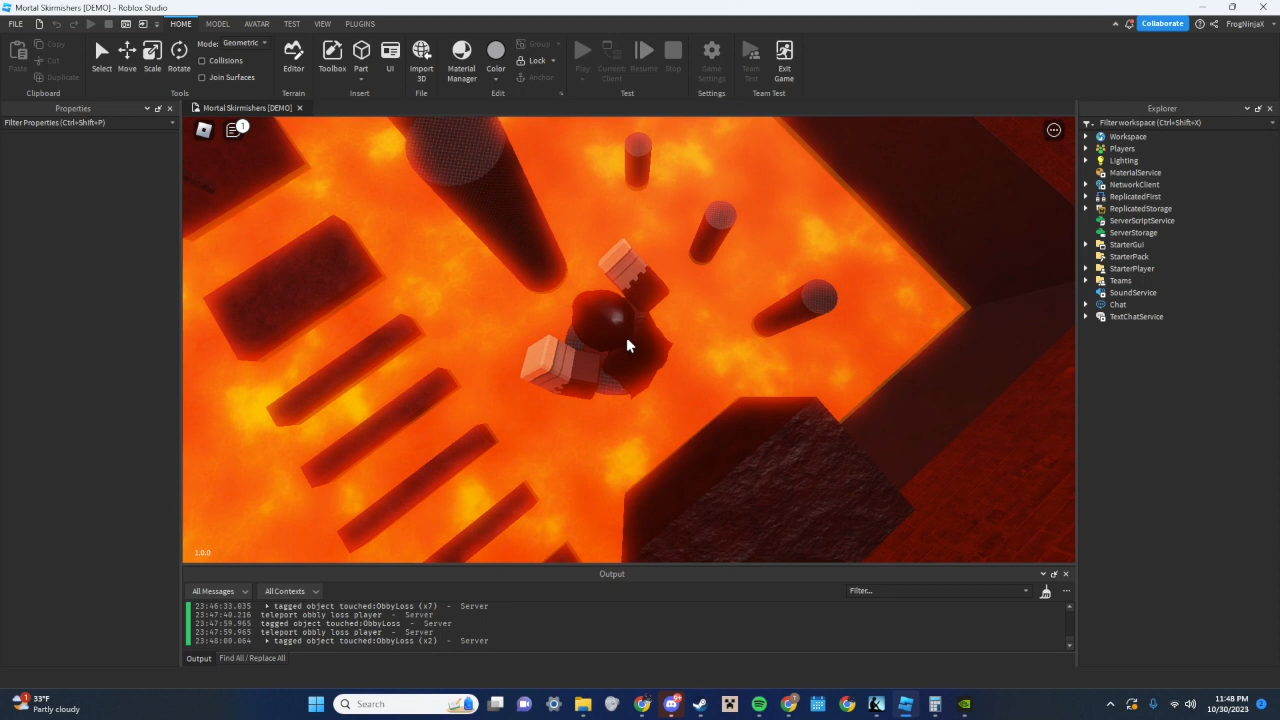 Mortal Skirmishers [DEMO] - Roblox Studio
FILE HOME MODEL AVATAR TEST VIEW PLUGINS Collaborate FrogNinjaX
Paste Copy Cut Duplicate Select Move Scale Rotate Mode: Geometric Collisions Join Surfaces Editor Toolbox Part UI Import 3D Material Manager Color Group Lock Anchor Play Current: Client Resume Stop Game Settings Team Test Exit Game
Clipboard Tools Terrain Insert File Edit Test Settings Team Test
Properties
Filter Properties (Ctrl+Shift+P)
Mortal Skirmishers [DEMO]
1
1.0.0
Explorer
Filter workspace (Ctrl+Shift+X)
Workspace
Players
Lighting
MaterialService
NetworkClient
ReplicatedFirst
ReplicatedStorage
ServerScriptService
ServerStorage
StarterGui
StarterPack
StarterPlayer
Teams
SoundService
Chat
TextChatService
Output
All Messages All Contexts Filter...
23:46:33.035 tagged object touched:ObbyLoss (x7) - Server
23:47:40.216 teleport obbly loss player - Server
23:47:59.965 tagged object touched:ObbyLoss - Server
23:47:59.965 teleport obbly loss player - Server
23:48:00.064 tagged object touched:ObbyLoss (x2) - Server
Output Find All / Replace All
1 33°F
Partly cloudy
Search
9+
11:48 PM
10/30/2023
2